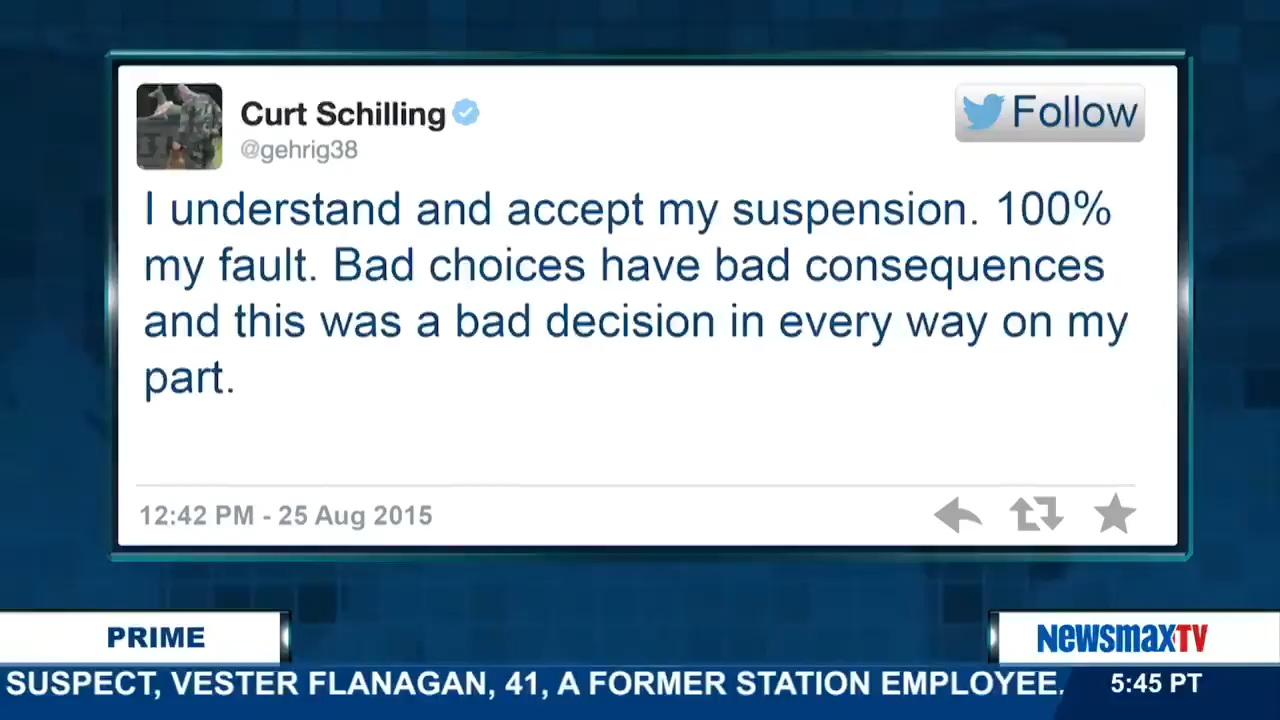 Curt Schilling
@gehrig38
Follow
I understand and accept my suspension. 100%
my fault. Bad choices have bad consequences
and this was a bad decision in every way on my
part.
12:42 PM - 25 Aug 2015
PRIME
NEWSMAXTV
SUSPECT, VESTER FLANAGAN, 41, A FORMER STATION EMPLOYEE.
5:45 PT